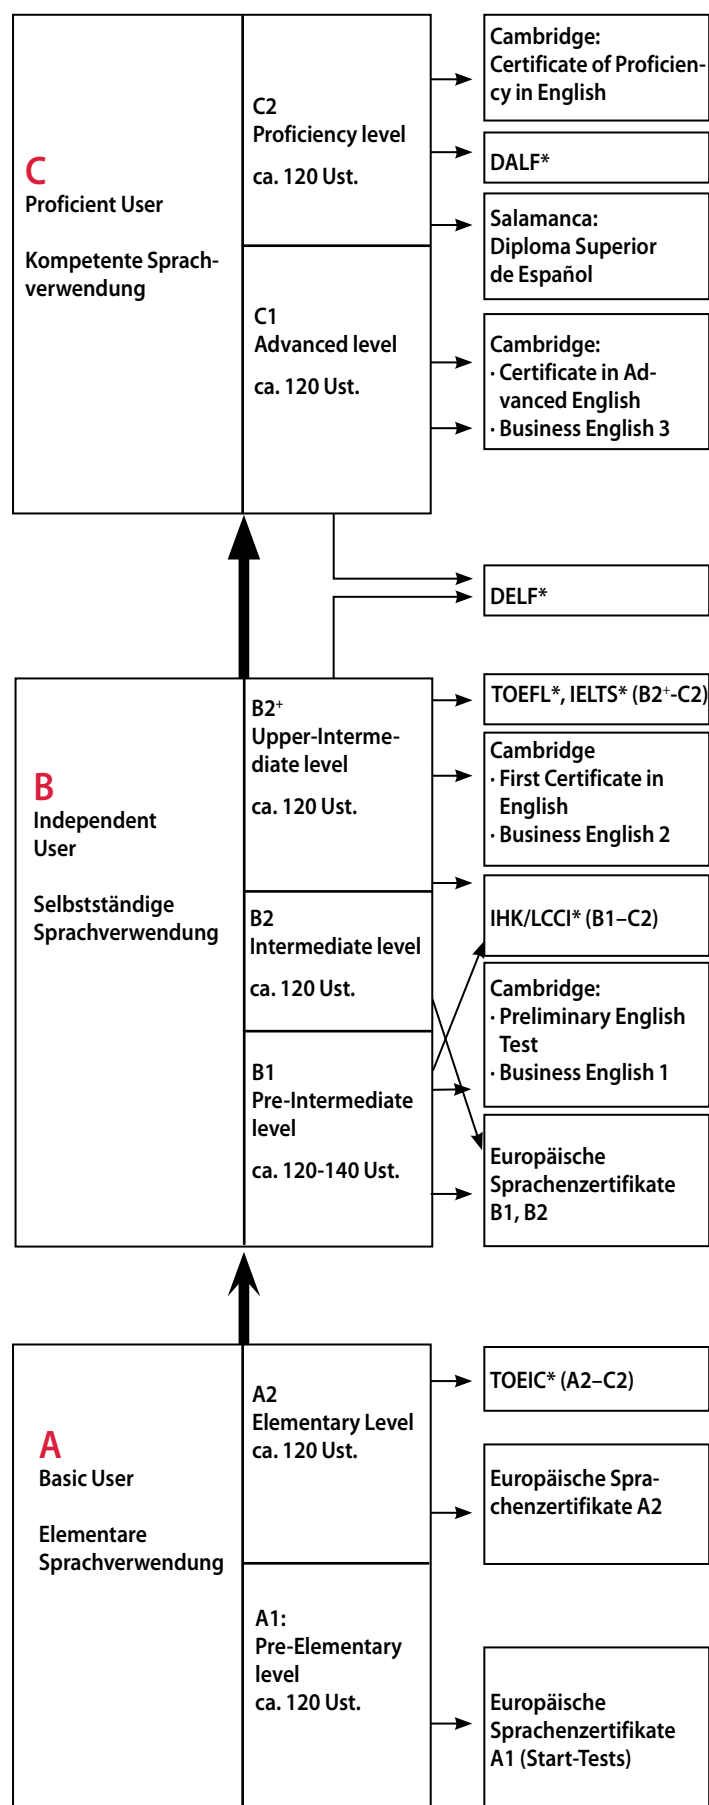 C
Proficient User
Kompetente Sprach-
verwendung
C2
Proficiency level
ca. 120 Ust.
C1
Advanced level
ca. 120 Ust.
Cambridge:
Certificate of Proficien-
cy in English
DALF*
Salamanca:
Diploma Superior
de Español
Cambridge:
· Certificate in Ad-
vanced English
· Business English 3
DELF*
B
Independent
User
Selbstständige
Sprachverwendung
B2+
Upper-Interme-
diate level
ca. 120 Ust.
B2
Intermediate level
ca. 120 Ust.
B1
Pre-Intermediate
level
ca. 120-140 Ust.
TOEFL*, IELTS* (B2+-C2)
Cambridge
· First Certificate in
English
· Business English 2
IHK/LCCI* (B1–C2)
Cambridge:
· Preliminary English
Test
· Business English 1
Europäische
Sprachenzertifikate
B1, B2
A
Basic User
Elementare
Sprachverwendung
A2
Elementary Level
ca. 120 Ust.
A1:
Pre-Elementary
level
ca. 120 Ust.
TOEIC* (A2–C2)
Europäische Spra-
chenzertifikate A2
Europäische
Sprachenzertifikate
A1 (Start-Tests)